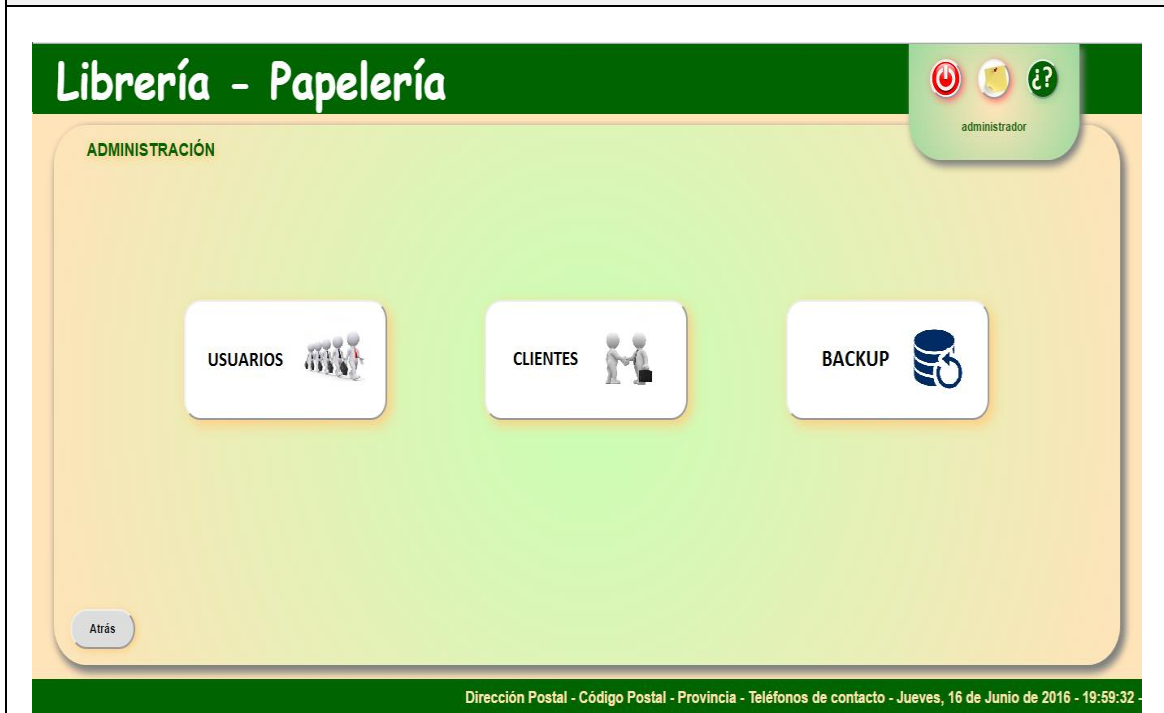 Librería - Papelería
¿?
administrador
ADMINISTRACIÓN
USUARIOS
CLIENTES
BACKUP
Atrás
Dirección Postal - Código Postal - Provincia - Teléfonos de contacto - Jueves, 16 de Junio de 2016 - 19:59:32 -